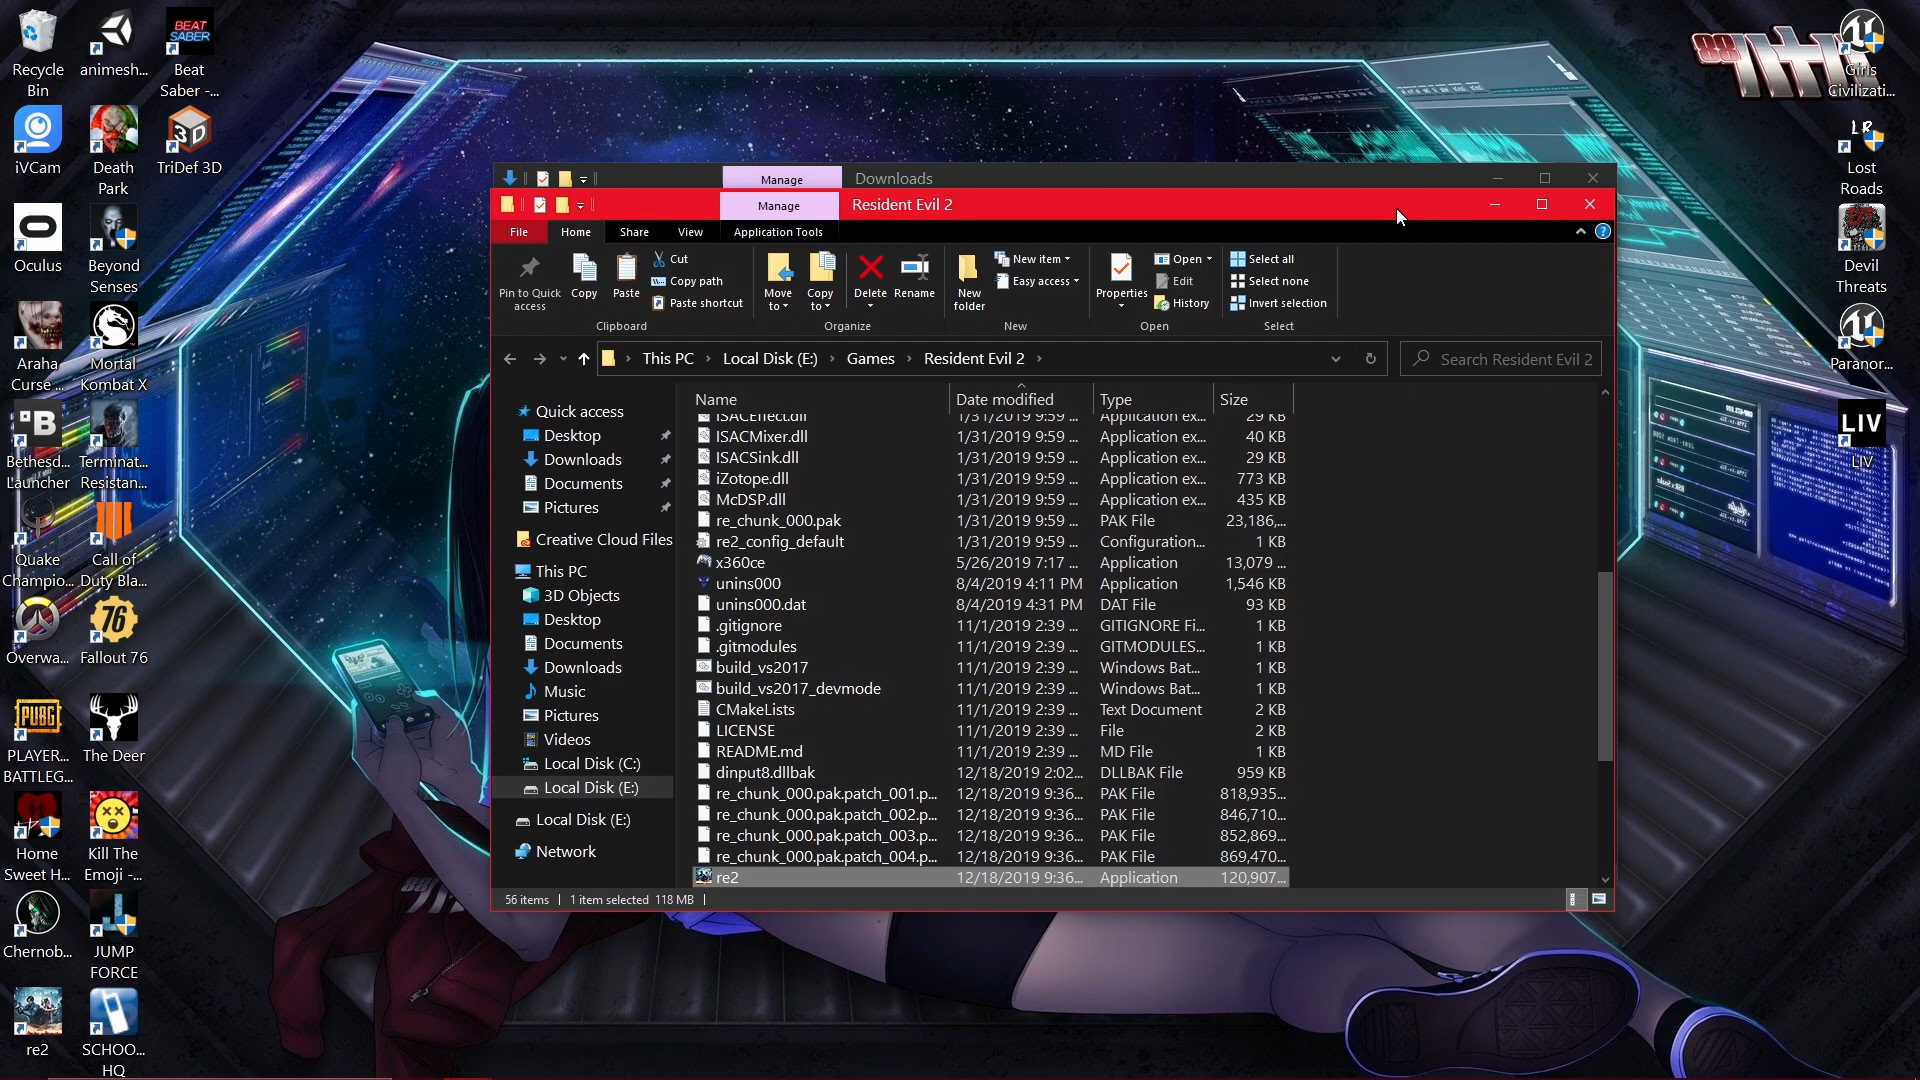 Recycle
Bin
animesh...
BEAT
SABER
Beat
Saber -...
iVCam
Death
Park
3D
TriDef 3D
Oculus
Beyond
Senses
Araha
Curse ...
Mortal
Kombat X
B
Bethesd...
Launcher
Terminat...
Resistan...
Quake
Champio...
Call of
Duty Bla...
Overwa...
76
Fallout 76
PUBG
PLAYER...
BATTLEG...
The Deer
Home
Sweet H...
Kill The
Emoji -...
Chernob...
JUMP
FORCE
re2
SCHOO...
HQ
Girls
Civilizati...
LR
Lost
Roads
Devil
Threats
Paranor...
LIV
LIV
Manage
Downloads
Manage
Resident Evil 2
File
Home
Share
View
Application Tools
Pin to Quick
access
Copy
Paste
Cut
Copy path
Paste shortcut
Clipboard
Move
to
Copy
to
Delete
Rename
Organize
New
folder
New item
Easy access
New
Properties
Open
Edit
History
Open
Select all
Select none
Invert selection
Select
This PC
Local Disk (E:)
Games
Resident Evil 2
Search Resident Evil 2
Quick access
Desktop
Downloads
Documents
Pictures
Creative Cloud Files
This PC
3D Objects
Desktop
Documents
Downloads
Music
Pictures
Videos
Local Disk (C:)
Local Disk (E:)
Local Disk (E:)
Network
Name Date modified Type Size
ISACEffect.dll 1/31/2019 9:59 ... Application ex... 29 KB
ISACMixer.dll 1/31/2019 9:59 ... Application ex... 40 KB
ISACSink.dll 1/31/2019 9:59 ... Application ex... 29 KB
iZotope.dll 1/31/2019 9:59 ... Application ex... 773 KB
McDSP.dll 1/31/2019 9:59 ... Application ex... 435 KB
re_chunk_000.pak 1/31/2019 9:59 ... PAK File 23,186,...
re2_config_default 1/31/2019 9:59 ... Configuration... 1 KB
x360ce 5/26/2019 7:17 ... Application 13,079 ...
unins000 8/4/2019 4:11 PM Application 1,546 KB
unins000.dat 8/4/2019 4:31 PM DAT File 93 KB
.gitignore 11/1/2019 2:39 ... GITIGNORE Fi... 1 KB
.gitmodules 11/1/2019 2:39 ... GITMODULES... 1 KB
build_vs2017 11/1/2019 2:39 ... Windows Bat... 1 KB
build_vs2017_devmode 11/1/2019 2:39 ... Windows Bat... 1 KB
CMakeLists 11/1/2019 2:39 ... Text Document 2 KB
LICENSE 11/1/2019 2:39 ... File 2 KB
README.md 11/1/2019 2:39 ... MD File 1 KB
dinput8.dllbak 12/18/2019 2:02... DLLBAK File 959 KB
re_chunk_000.pak.patch_001.p... 12/18/2019 9:36... PAK File 818,935...
re_chunk_000.pak.patch_002.p... 12/18/2019 9:36... PAK File 846,710...
re_chunk_000.pak.patch_003.p... 12/18/2019 9:36... PAK File 852,869...
re_chunk_000.pak.patch_004.p... 12/18/2019 9:36... PAK File 869,470...
re2 12/18/2019 9:36... Application 120,907...
56 items
1 item selected 118 MB